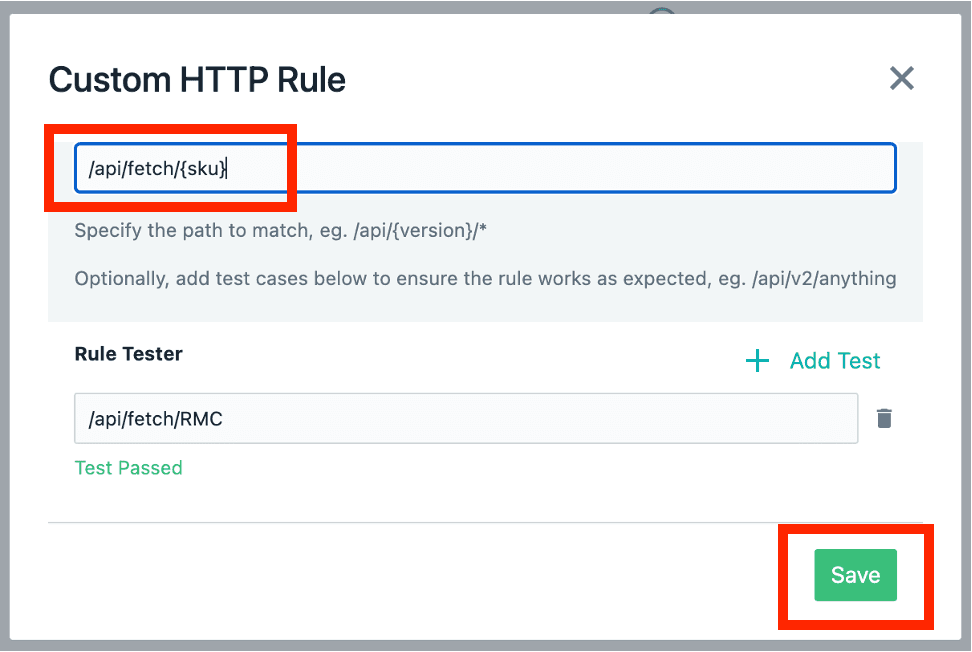 Custom HTTP Rule
/api/fetch/{sku}
Specify the path to match, eg. /api/{version}/*
Optionally, add test cases below to ensure the rule works as expected, eg. /api/v2/anything
Rule Tester
Add Test
/api/fetch/RMC
Test Passed
Save